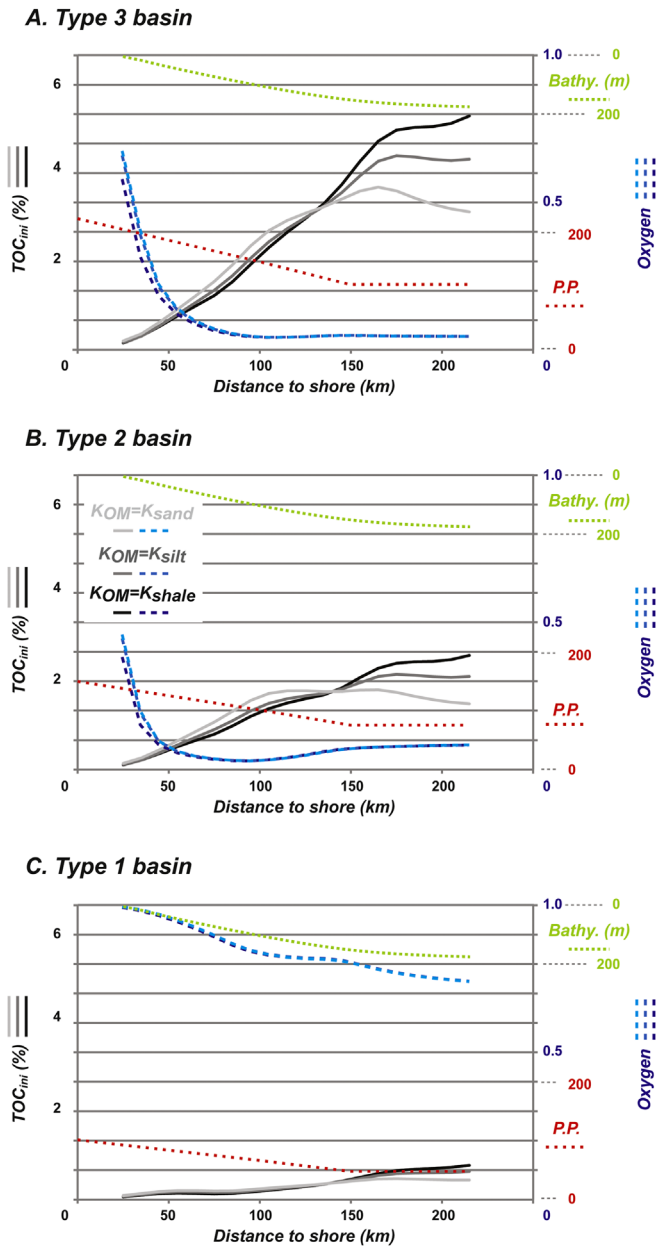 A. Type 3 basin
1.0 0
6 Bathy. (m)
200
TOCini (%) 4 0.5 Oxygen
200
2 P.P.
0
0 50 100 150 200 0
Distance to shore (km)
B. Type 2 basin
1.0 0
6 Bathy. (m)
KOM=Ksand
200
KOM=Ksilt
4
KOM=Kshale
TOCini (%) 0.5 Oxygen
200
2 P.P.
0
0 50 100 150 200 0
Distance to shore (km)
C. Type 1 basin
1.0 0
6 Bathy. (m)
200
TOCini (%) 4 0.5 Oxygen
200
2 P.P.
0
0 50 100 150 200 0
Distance to shore (km)